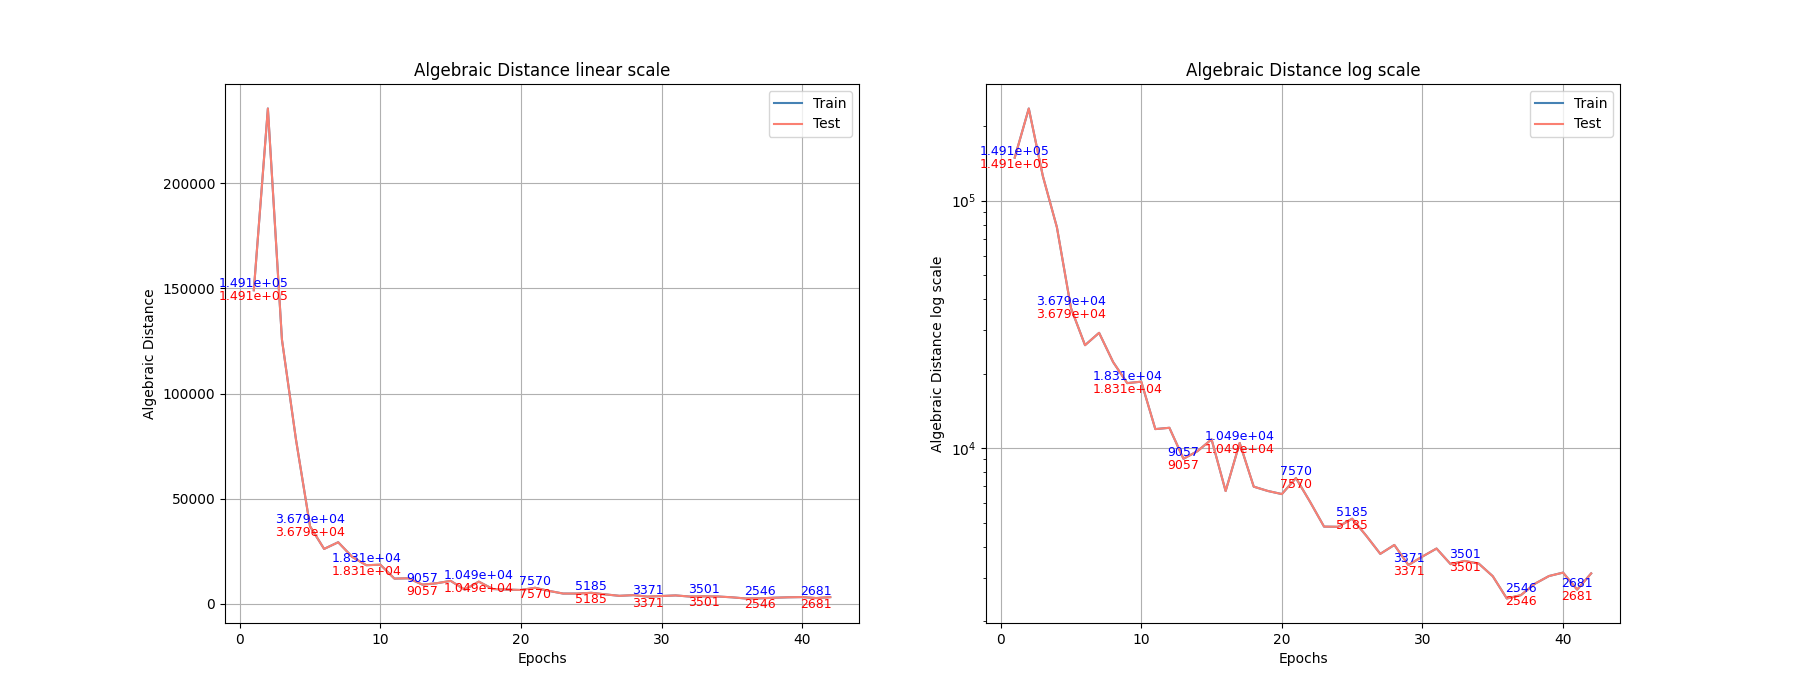 Algebraic Distance linear scale
Train
Test
Algebraic Distance
200000
150000
100000
50000
0
1.491e+05
1.491e+05
3.679e+04
3.679e+04
1.831e+04
1.831e+04
9057
9057
1.049e+04
1.049e+04
7570
7570
5185
5185
3371
3371
3501
3501
2546
2546
2681
2681
0 10 20 30 40
Epochs
Algebraic Distance log scale
Train
Test
Algebraic Distance log scale
10^5
10^4
1.491e+05
1.491e+05
3.679e+04
3.679e+04
1.831e+04
1.831e+04
9057
9057
1.049e+04
1.049e+04
7570
7570
5185
5185
3371
3371
3501
3501
2546
2546
2681
2681
0 10 20 30 40
Epochs